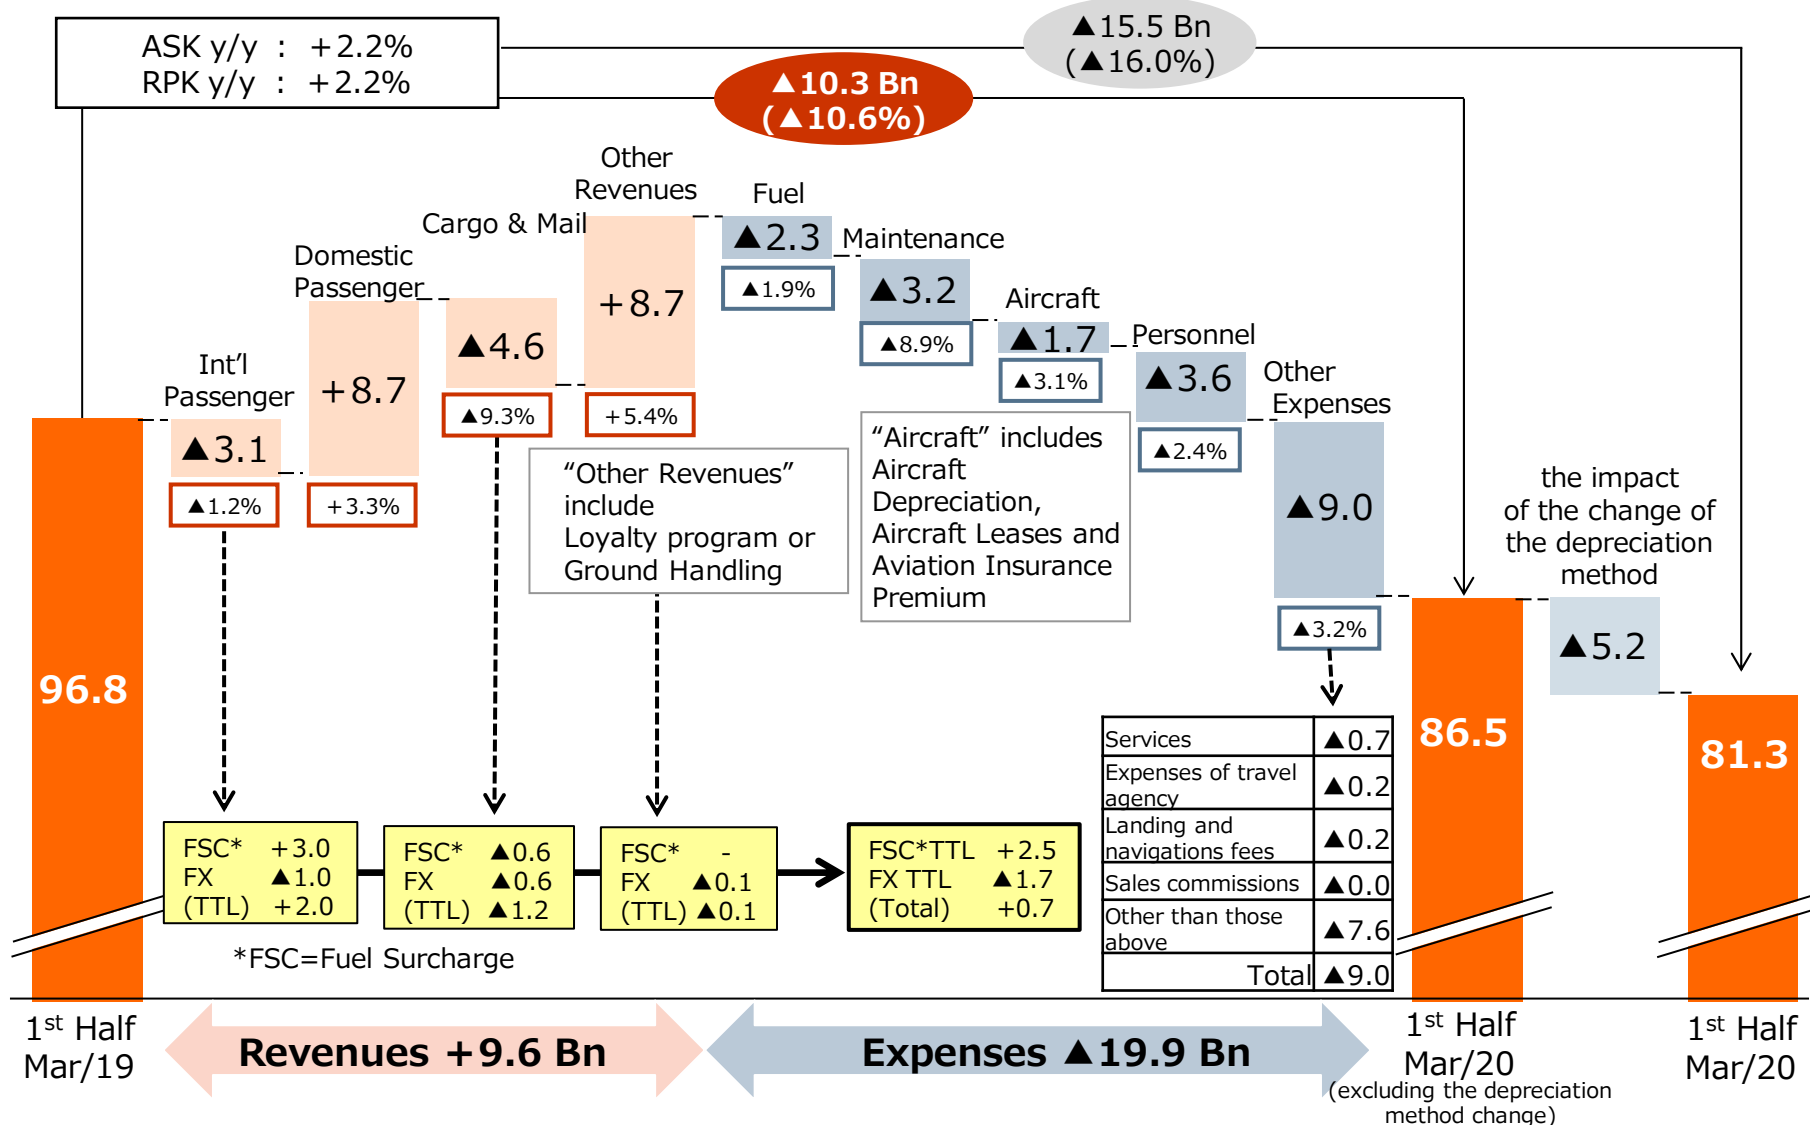 ASK y/y : +2.2%
RPK y/y : +2.2%
▲15.5 Bn
(▲16.0%)
▲10.3 Bn
(▲10.6%)
Int'l
Passenger
▲3.1
▲1.2%
Domestic
Passenger
+8.7
+3.3%
Cargo & Mail
▲4.6
▲9.3%
Other
Revenues
+8.7
+5.4%
Fuel
▲2.3
▲1.9%
Maintenance
▲3.2
▲8.9%
Aircraft
▲1.7
▲3.1%
Personnel
▲3.6
▲2.4%
Other
Expenses
▲9.0
▲3.2%
the impact
of the change of
the depreciation
method
▲5.2
96.8
86.5
81.3
“Other Revenues”
include
Loyalty program or
Ground Handling
“Aircraft” includes
Aircraft
Depreciation,
Aircraft Leases and
Aviation Insurance
Premium
FSC* +3.0
FX ▲1.0
(TTL) +2.0
FSC* ▲0.6
FX ▲0.6
(TTL) ▲1.2
FSC* -
FX ▲0.1
(TTL) ▲0.1
FSC*TTL +2.5
FX TTL ▲1.7
(Total) +0.7
*FSC=Fuel Surcharge
Services ▲0.7
Expenses of travel
agency ▲0.2
Landing and
navigations fees ▲0.2
Sales commissions ▲0.0
Other than those
above ▲7.6
Total ▲9.0
1st Half
Mar/19
Revenues +9.6 Bn
Expenses ▲19.9 Bn
1st Half
Mar/20
(excluding the depreciation
method change)
1st Half
Mar/20